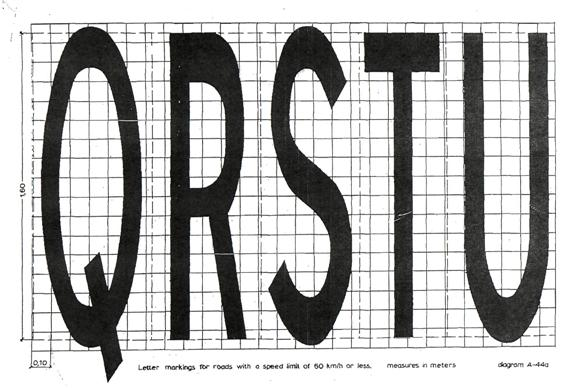 QRSTU
1,60
0,10
Letter markings for roads with a speed limit of 60 km/h or less. measures in meters diagram A-44a